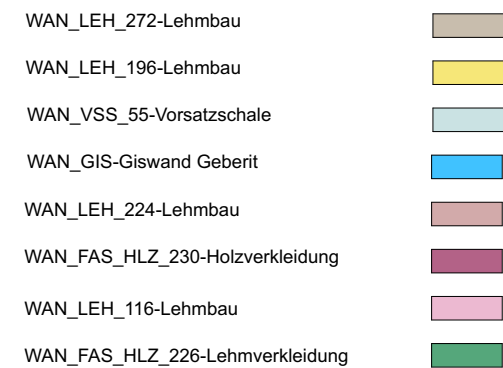 WAN_LEH_272-Lehmbau
WAN_LEH_196-Lehmbau
WAN_VSS_55-Vorsatzschale
WAN_GIS-Giswand Geberit
WAN_LEH_224-Lehmbau
WAN_FAS_HLZ_230-Holzverkleidung
WAN_LEH_116-Lehmbau
WAN_FAS_HLZ_226-Lehmverkleidung